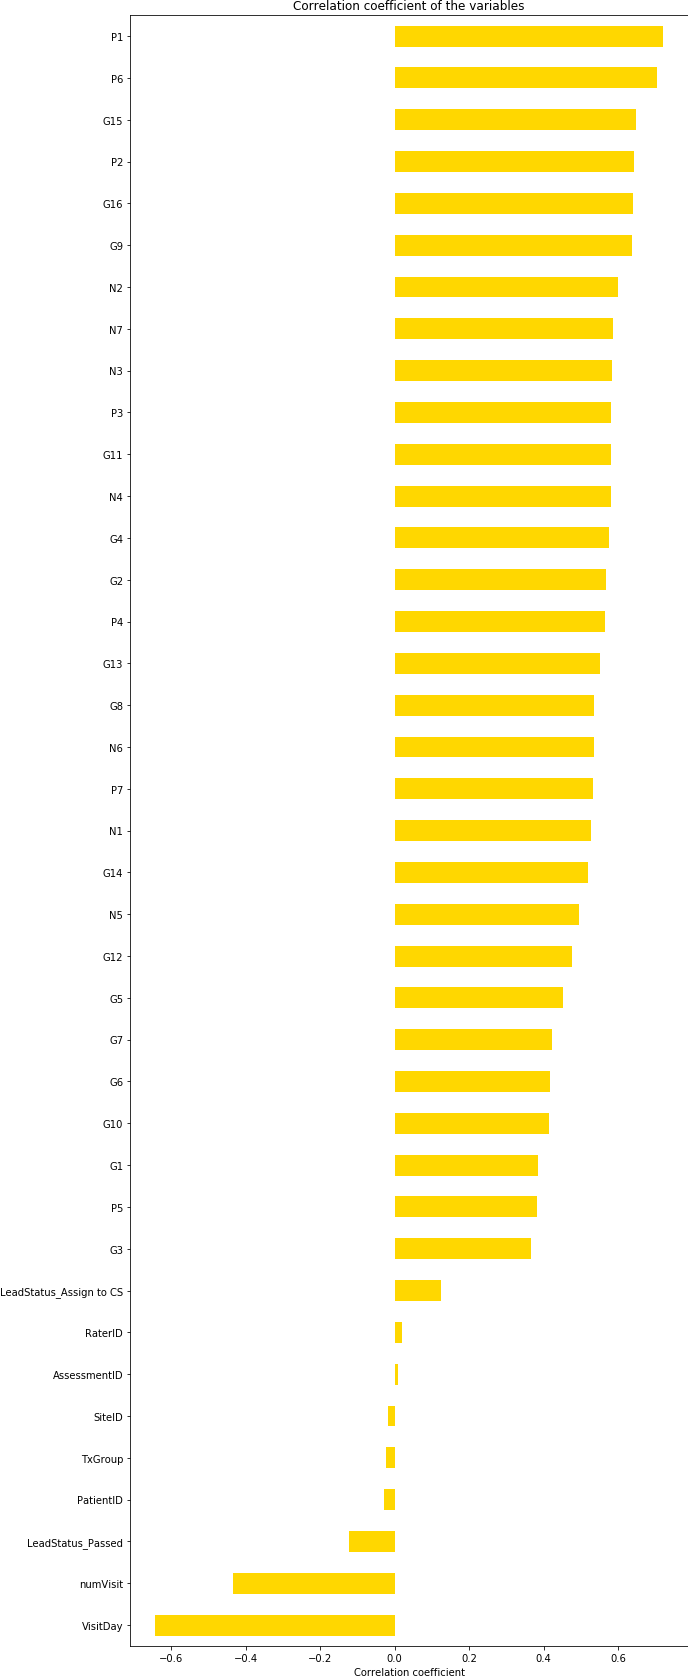 Correlation coefficient of the variables
P1
P6
G15
P2
G16
G9
N2
N7
N3
P3
G11
N4
G4
G2
P4
G13
G8
N6
P7
N1
G14
N5
G12
G5
G7
G6
G10
G1
P5
G3
LeadStatus_Assign to CS
RaterID
AssessmentID
SiteID
TxGroup
PatientID
LeadStatus_Passed
numVisit
VisitDay
−0.6 −0.4 −0.2 0.0 0.2 0.4 0.6
Correlation coefficient